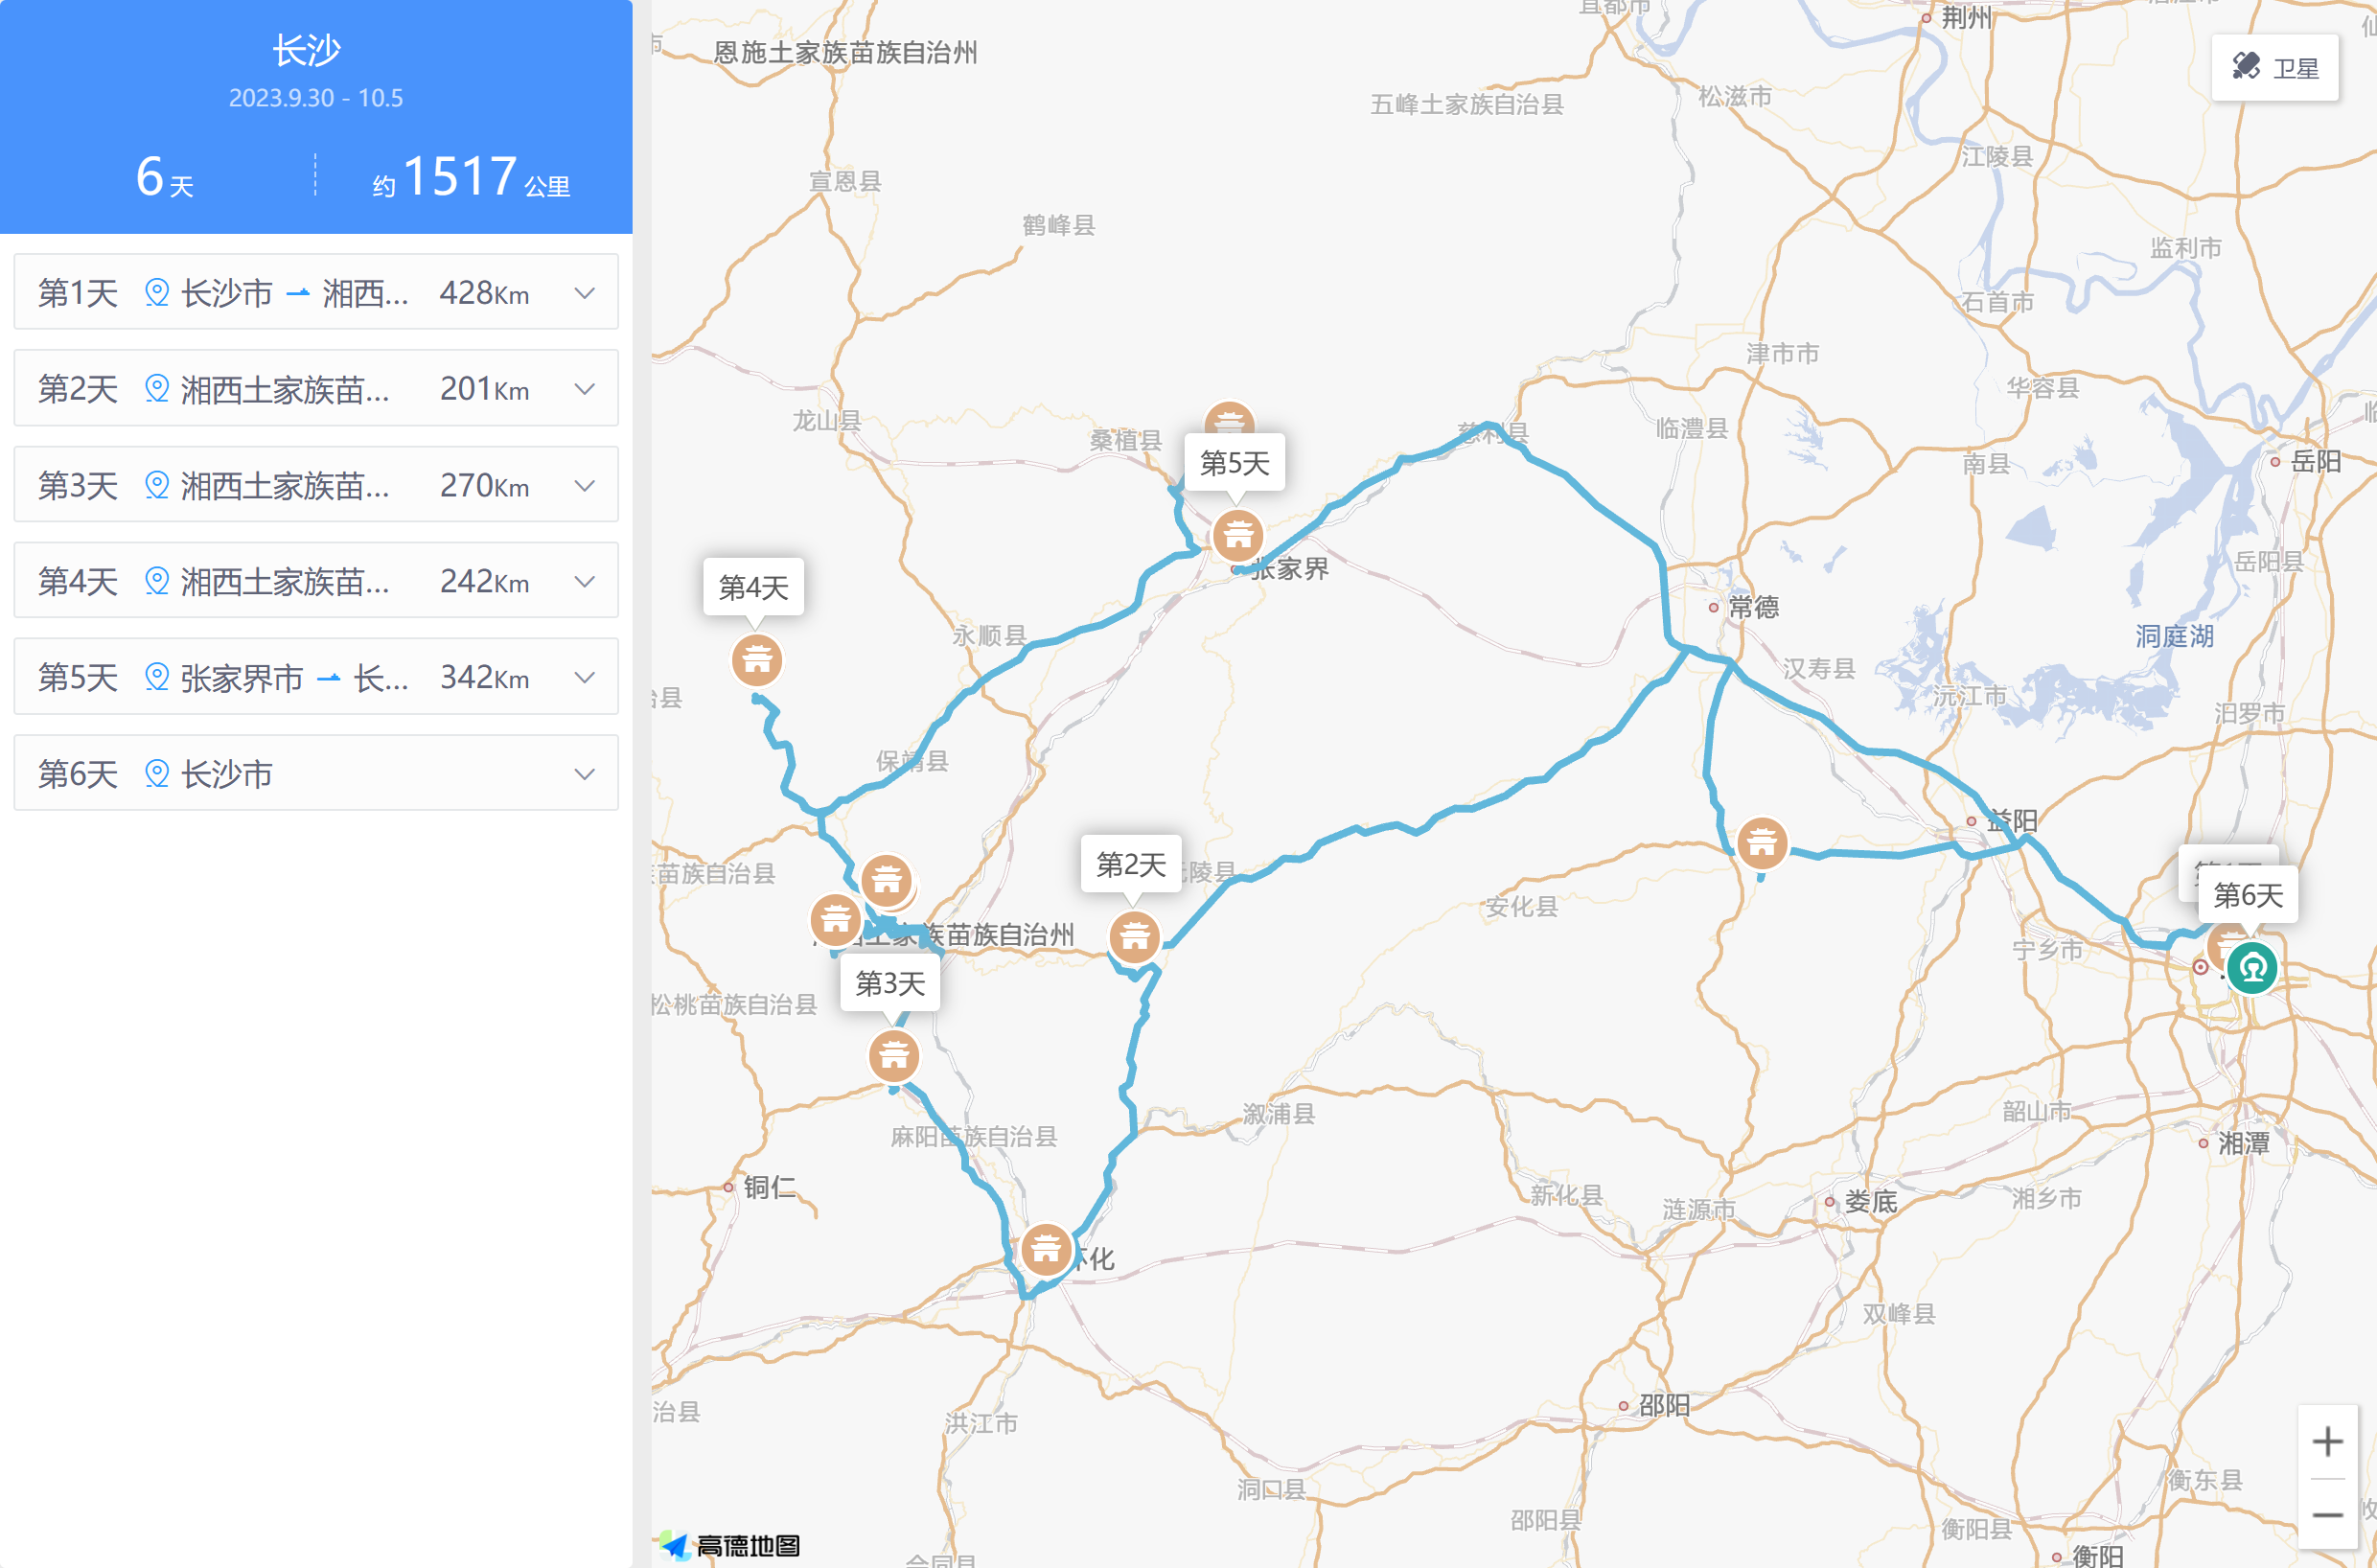 长沙
2023.9.30 - 10.5
6 天
约 1517 公里
第1天 长沙市 湘西... 428Km
第2天 湘西土家族苗... 201Km
第3天 湘西土家族苗... 270Km
第4天 湘西土家族苗... 242Km
第5天 张家界市 长... 342Km
第6天 长沙市
宜都市
荆州
恩施土家族苗族自治州
卫星
松滋市
五峰土家族自治县
江陵县
宣恩县
鹤峰县
监利市
石首市
津市市
华容县
龙山县
桑植县
慈利县
临澧县
南县
岳阳
第5天
岳阳县
张家界
第4天
常德
洞庭湖
永顺县
汉寿县
治县
沅江市
汨罗市
保靖县
益阳
第2天
沅陵县
苗族自治县
第6天
安化县
土家族苗族自治州
宁乡市
第3天
松桃苗族自治县
溆浦县
韶山市
麻阳苗族自治县
湘潭
铜仁
新化县
涟源市
娄底
湘乡市
怀化
双峰县
治县
洪江市
邵阳
洞口县
衡东县
邵阳县
衡阳县
高德地图
会同县
衡阳